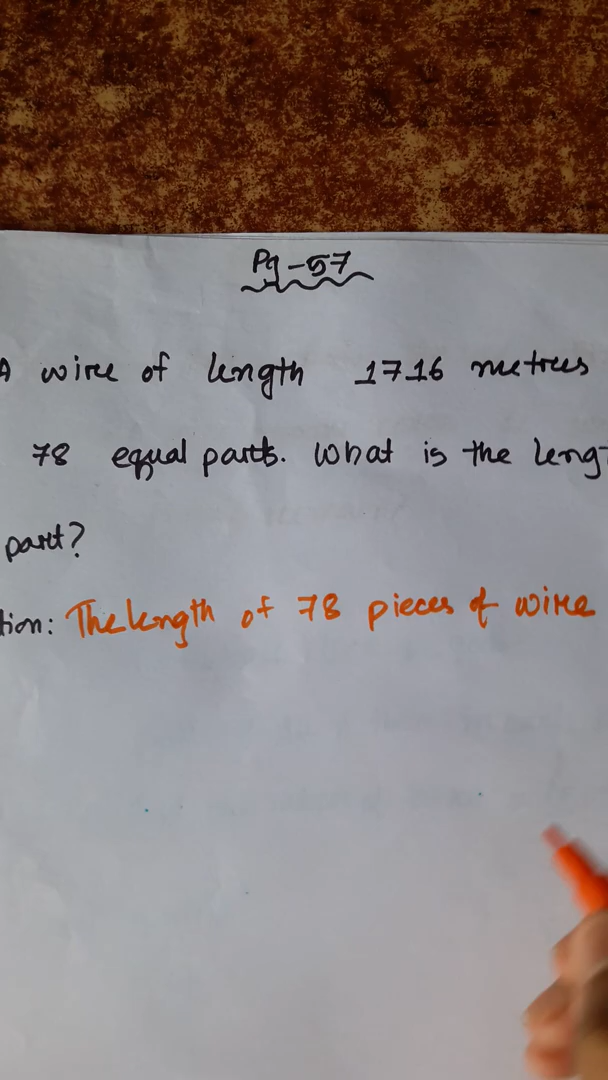 Pg-57
A wire of length 1716 metres
78 equal parts. What is the leng
part?
tion: The length of 78 pieces of wire